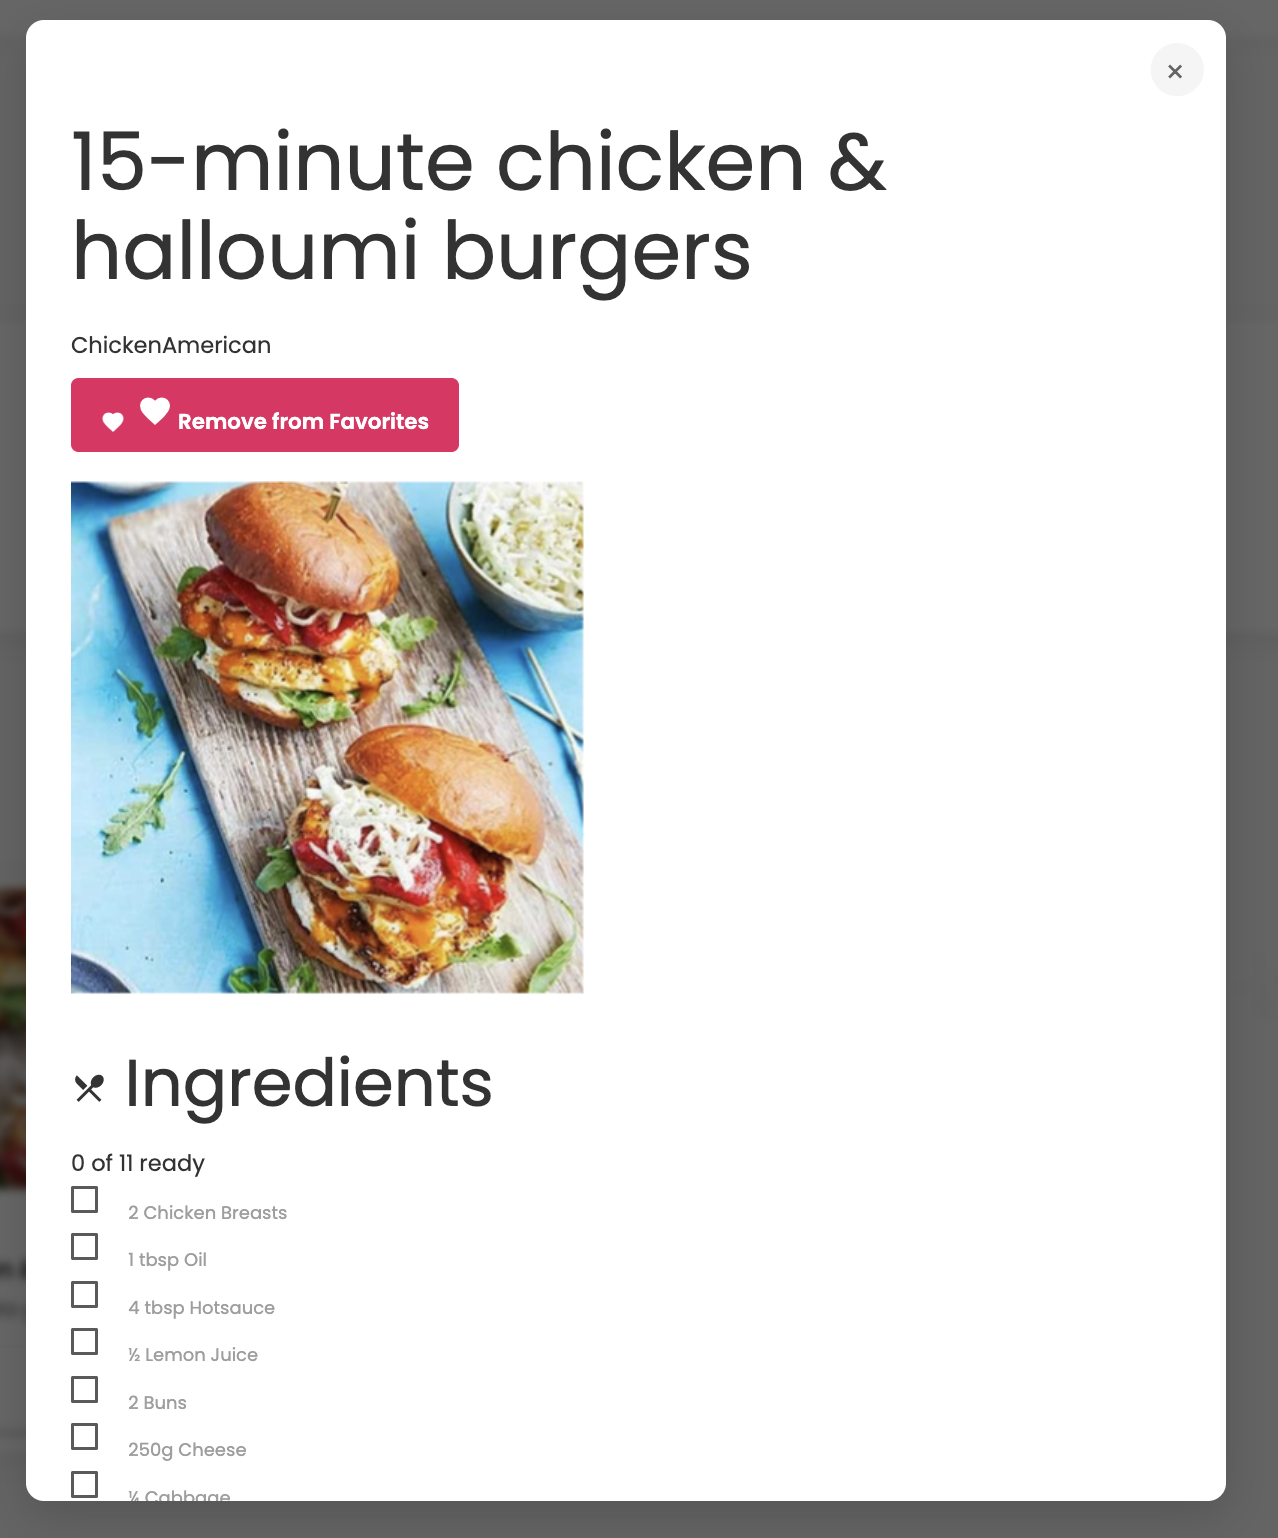 15-minute chicken &
halloumi burgers
ChickenAmerican
Remove from Favorites
Ingredients
0 of 11 ready
2 Chicken Breasts
1 tbsp Oil
4 tbsp Hotsauce
½ Lemon Juice
2 Buns
250g Cheese
¼ Cabbage